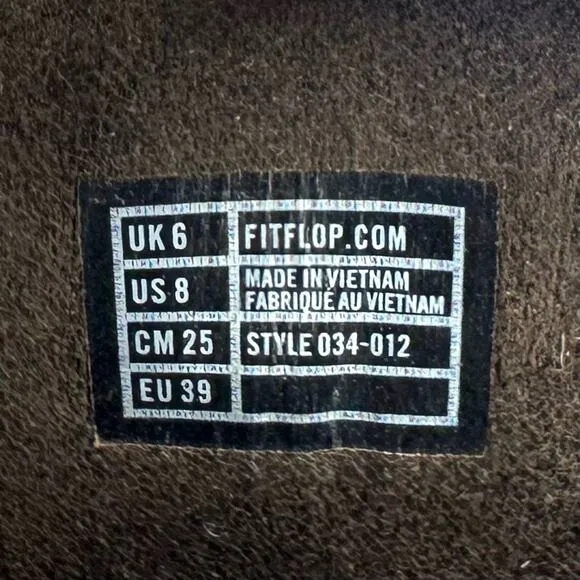 UK 6
FITFLOP.COM
US 8
MADE IN VIETNAM
FABRIQUÉ AU VIETNAM
CM 25
STYLE 034-012
EU 39